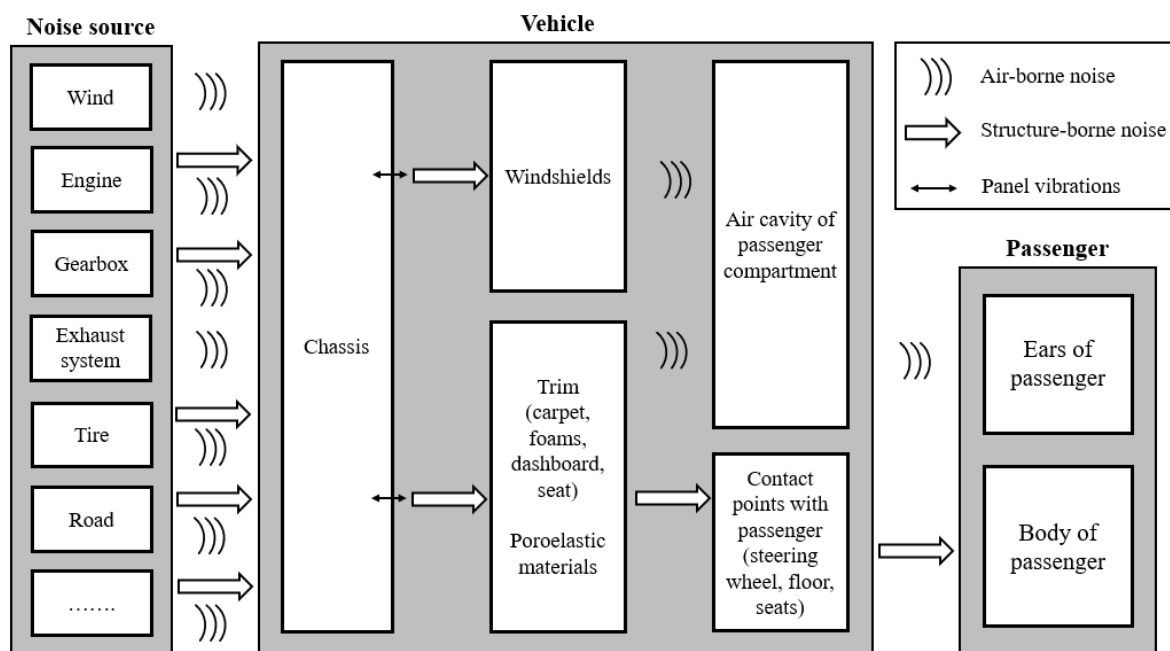 Noise source
Wind
Engine
Gearbox
Exhaust
system
Tire
Road
.......
Vehicle
Chassis
Windshields
Trim
(carpet,
foams,
dashboard,
seat)
Poroelastic
materials
Air cavity of
passenger
compartment
Contact
points with
passenger
(steering
wheel, floor,
seats)
Air-borne noise
Structure-borne noise
Panel vibrations
Passenger
Ears of
passenger
Body of
passenger